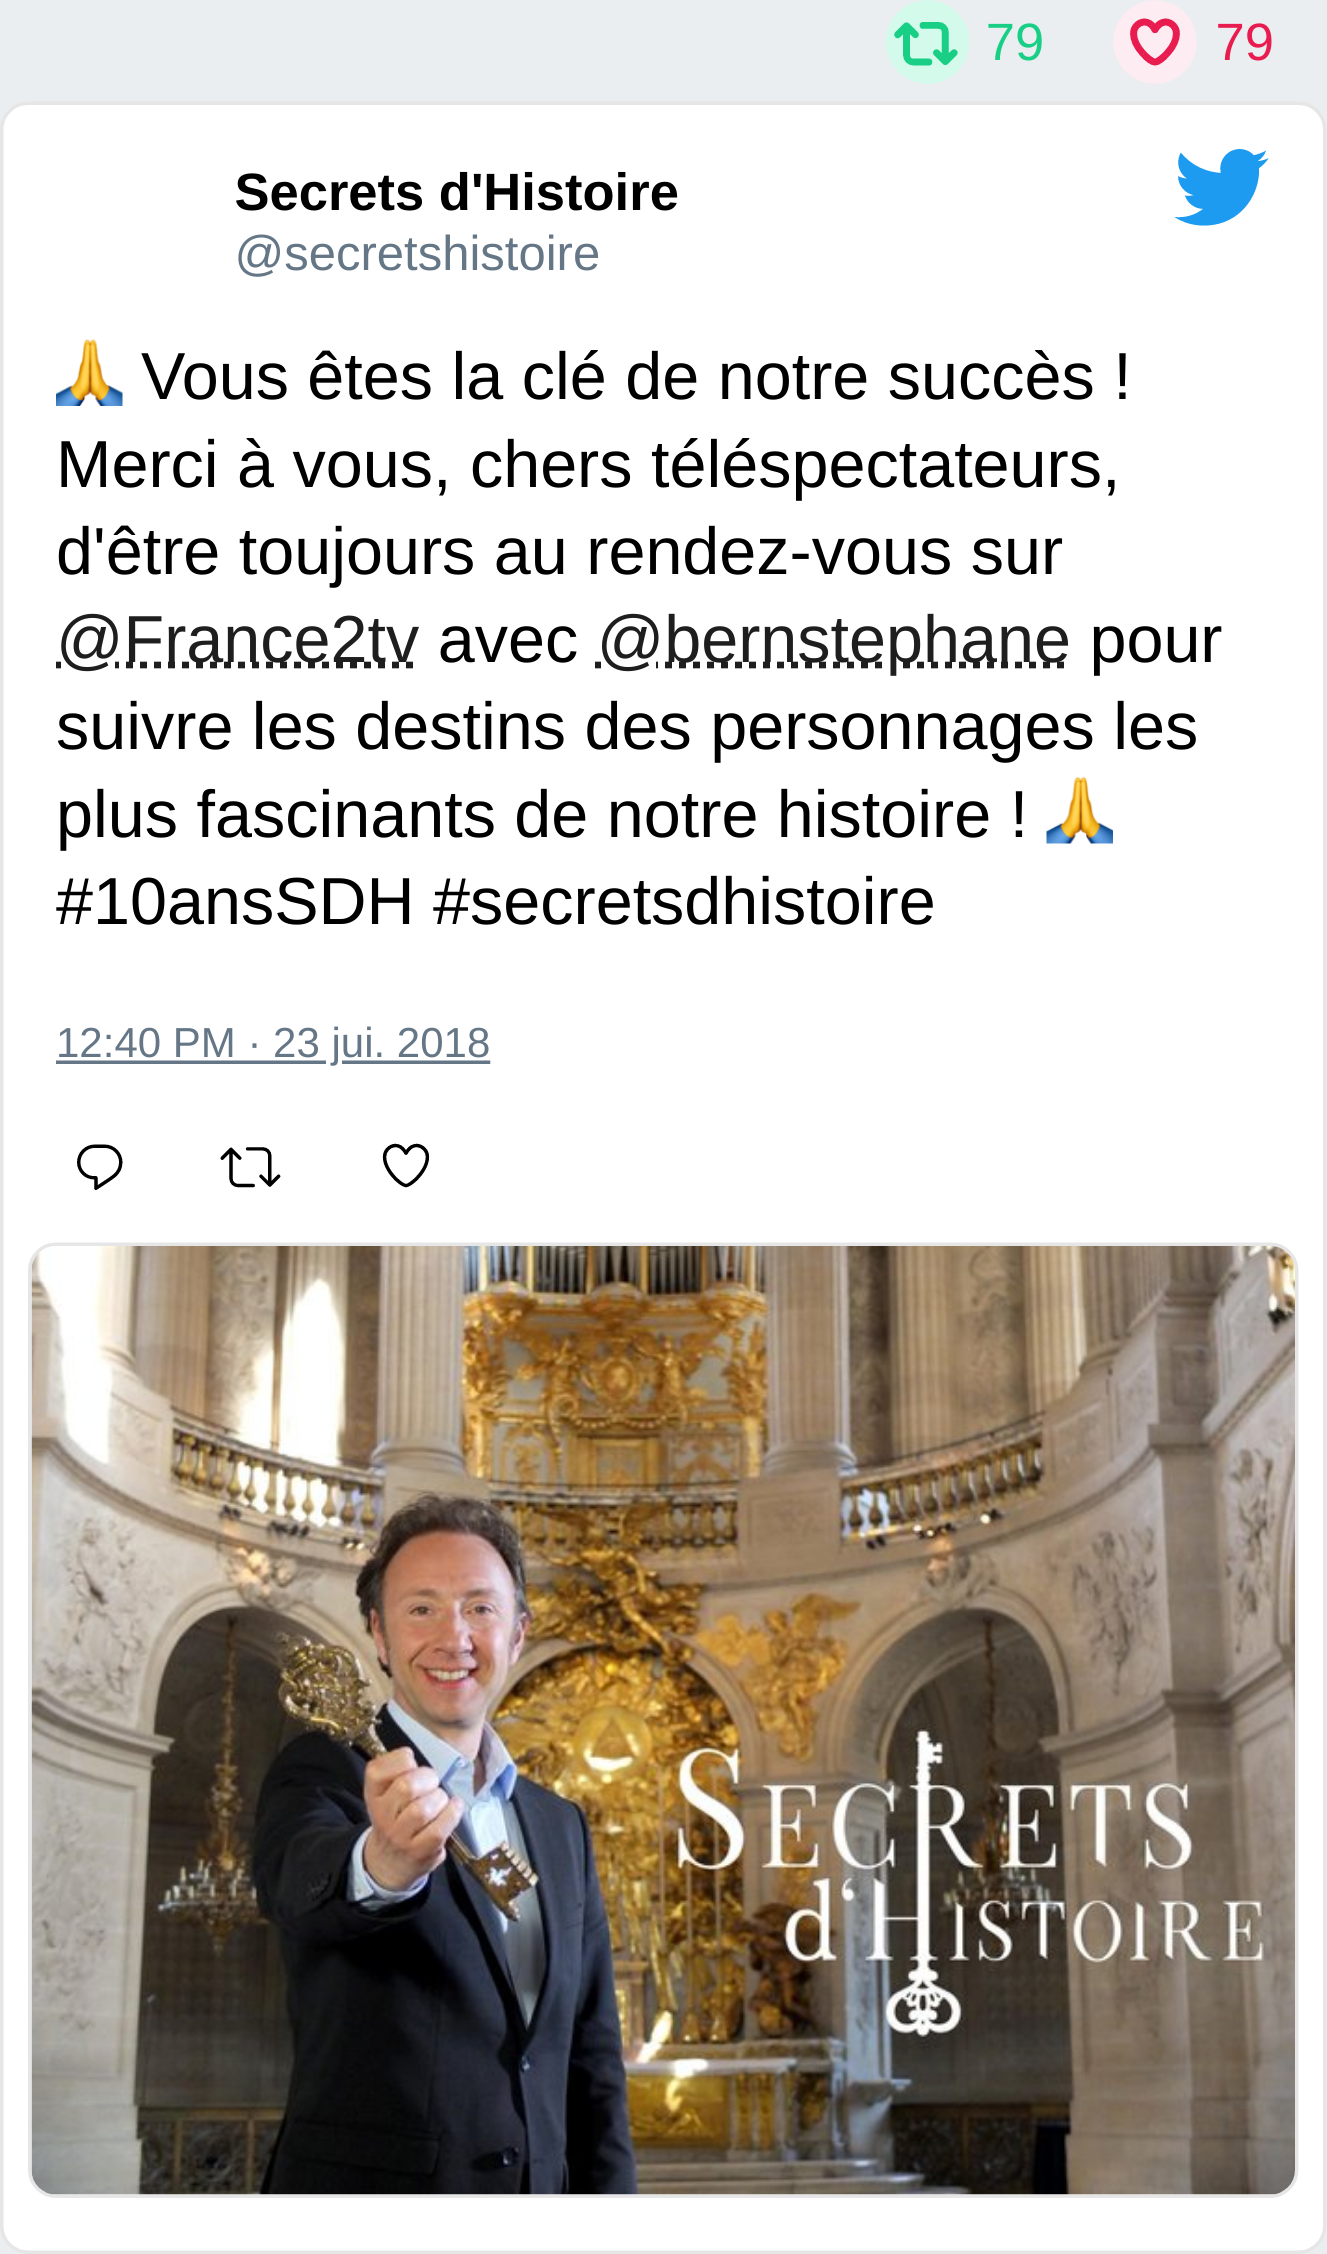 79 79
Secrets d'Histoire
@secretshistoire
🙏 Vous êtes la clé de notre succès !
Merci à vous, chers téléspectateurs,
d'être toujours au rendez-vous sur
@France2tv avec @bernstephane pour
suivre les destins des personnages les
plus fascinants de notre histoire ! 🙏
#10ansSDH #secretsdhistoire
12:40 PM · 23 jui. 2018
SECRETS
d'HISTOIRE